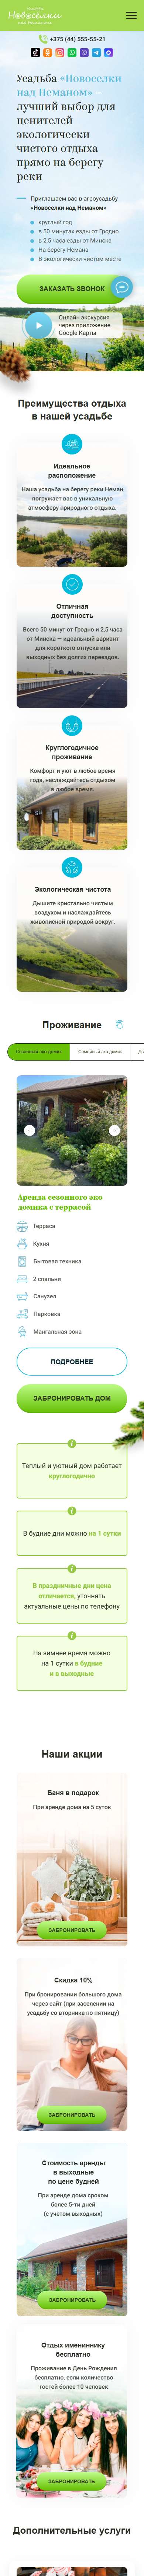 Усадьба
Новосёлки
над Неманом
+375 (44) 555-55-21
Усадьба «Новоселки
над Неманом» –
лучший выбор для
ценителей
экологически
чистого отдыха
прямо на берегу
реки
Приглашаем вас в агроусадьбу
«Новоселки над Неманом»
круглый год
в 50 минутах езды от Гродно
в 2,5 часа езды от Минска
На берегу Немана
В экологически чистом месте
ЗАКАЗАТЬ ЗВОНОК
Онлайн экскурсия
через приложение
Google Карты
Преимущества отдыха
в нашей усадьбе
Идеальное
расположение
Наша усадьба на берегу реки Неман
погружает вас в уникальную
атмосферу природного отдыха.
Отличная
доступность
Всего 50 минут от Гродно и 2,5 часа
от Минска — идеальный вариант
для короткого отпуска или
выходных без долгих переездов.
Круглогодичное
проживание
Комфорт и уют в любое время
года, наслаждайтесь отдыхом
в любое время.
Экологическая чистота
Дышите кристально чистым
воздухом и наслаждайтесь
живописной природой вокруг.
Проживание
Сезонный эко домик
Семейный эко домик
Аренда сезонного эко
домика с террасой
Терраса
Кухня
Бытовая техника
2 спальни
Санузел
Парковка
Мангальная зона
ПОДРОБНЕЕ
ЗАБРОНИРОВАТЬ ДОМ
Теплый и уютный дом работает
круглогодично
В будние дни можно на 1 сутки
В праздничные дни цена
отличается, уточнять
актуальные цены по телефону
На зимнее время можно
на 1 сутки в будние
и в выходные
Наши акции
Баня в подарок
При аренде дома на 5 суток
ЗАБРОНИРОВАТЬ
Скидка 10%
При бронировании большого дома
через сайт (при заселении на
усадьбу со вторника по пятницу)
ЗАБРОНИРОВАТЬ
Стоимость аренды
в выходные
по цене будней
При аренде дома сроком
более 5-ти дней
(с учетом выходных)
ЗАБРОНИРОВАТЬ
Отдых имениннику
бесплатно
Проживание в День Рождения
бесплатно, если количество
гостей более 10 человек
ЗАБРОНИРОВАТЬ
Дополнительные услуги